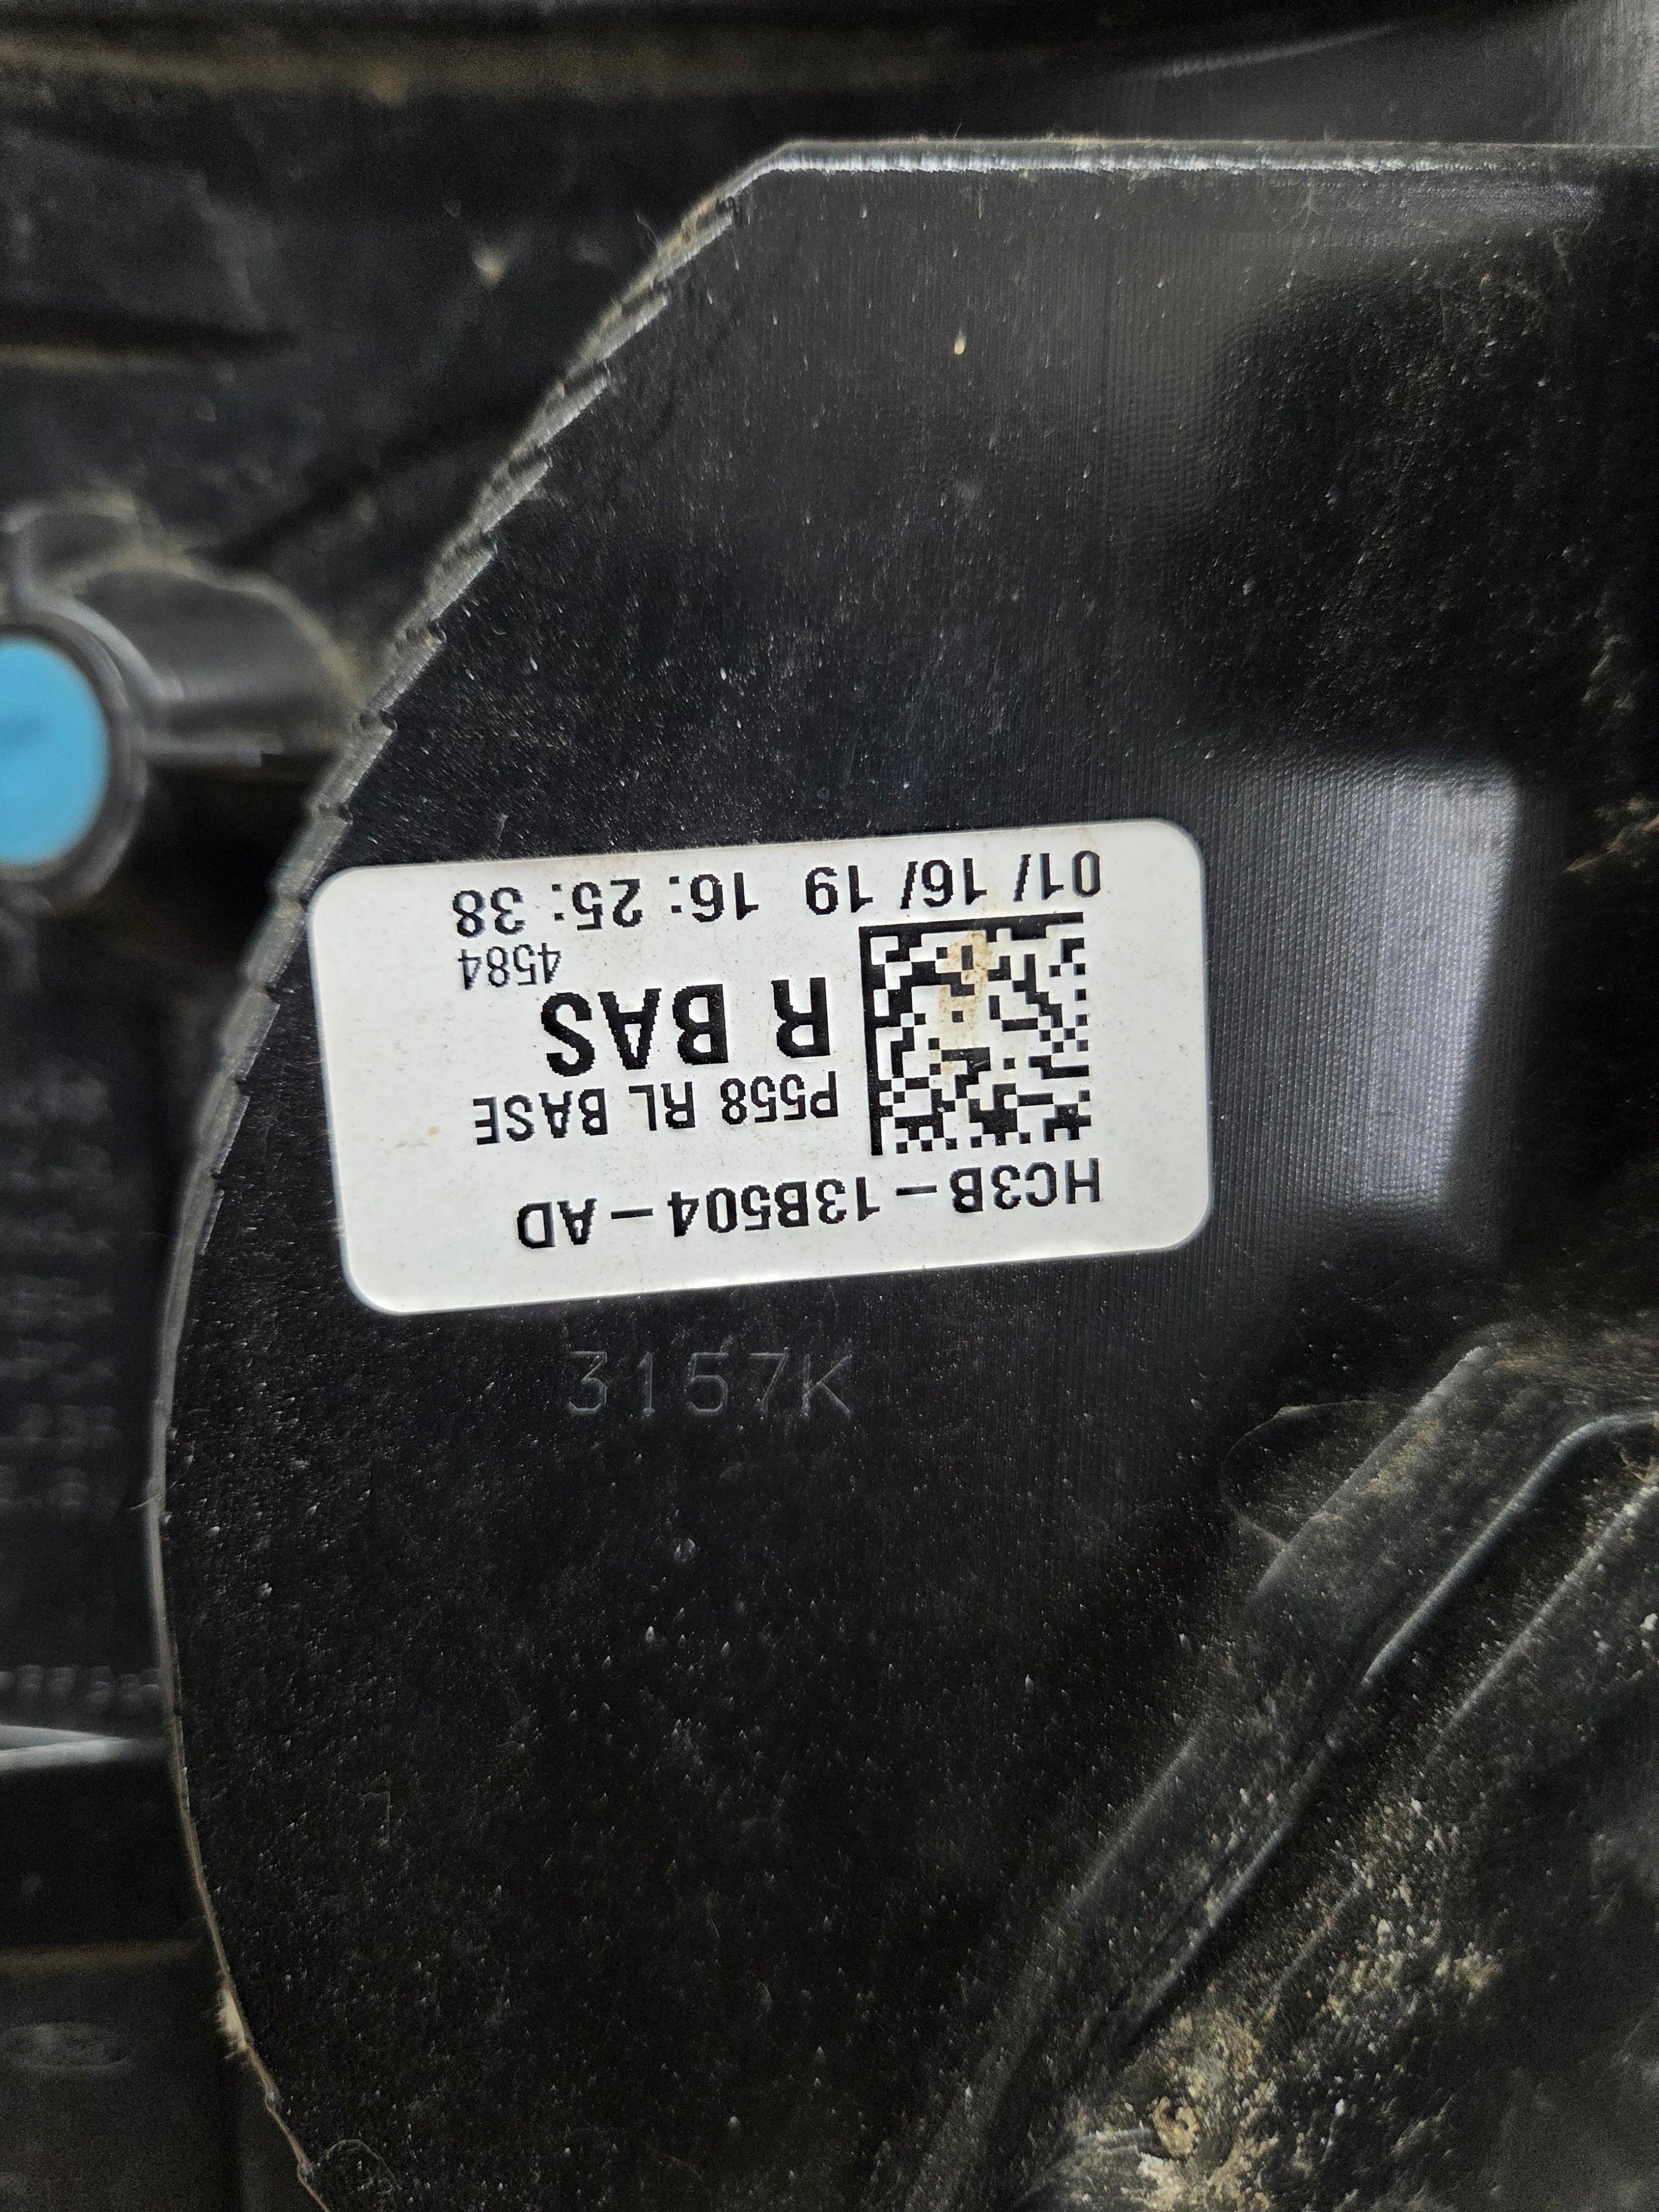 HC3B-13B504-AD
P558 RL BASE
R BAS
4584
01/16/19 16:25:38
3157K